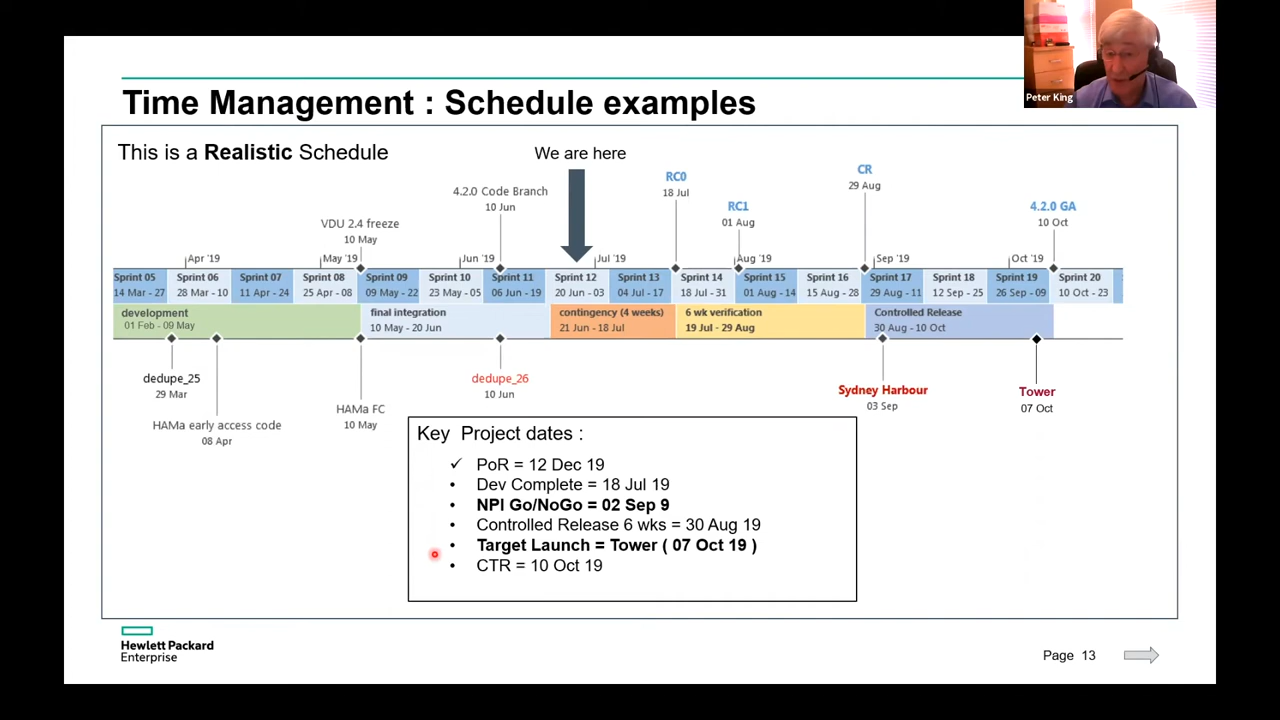 Peter King
Time Management : Schedule examples
This is a Realistic Schedule
We are here
4.2.0 Code Branch
10 Jun
VDU 2.4 freeze
10 May
RC0
18 Jul
RC1
01 Aug
CR
29 Aug
4.2.0 GA
10 Oct
Apr '19
May '19
Jun '19
Jul '19
Aug '19
Sep '19
Oct '19
Sprint 05
14 Mar - 27
Sprint 06
28 Mar - 10
Sprint 07
11 Apr - 24
Sprint 08
25 Apr - 08
Sprint 09
09 May - 22
Sprint 10
23 May - 05
Sprint 11
06 Jun - 19
Sprint 12
20 Jun - 03
Sprint 13
04 Jul - 17
Sprint 14
18 Jul - 31
Sprint 15
01 Aug - 14
Sprint 16
15 Aug - 28
Sprint 17
29 Aug - 11
Sprint 18
12 Sep - 25
Sprint 19
26 Sep - 09
Sprint 20
10 Oct - 23
development
01 Feb - 09 May
final integration
10 May - 20 Jun
contingency (4 weeks)
21 Jun - 18 Jul
6 wk verification
19 Jul - 29 Aug
Controlled Release
30 Aug - 10 Oct
dedupe_25
29 Mar
HAMa early access code
08 Apr
HAMa FC
10 May
dedupe_26
10 Jun
Sydney Harbour
03 Sep
Tower
07 Oct
Key Project dates :
✓ PoR = 12 Dec 19
• Dev Complete = 18 Jul 19
• NPI Go/NoGo = 02 Sep 9
• Controlled Release 6 wks = 30 Aug 19
• Target Launch = Tower ( 07 Oct 19 )
• CTR = 10 Oct 19
Hewlett Packard
Enterprise
Page 13